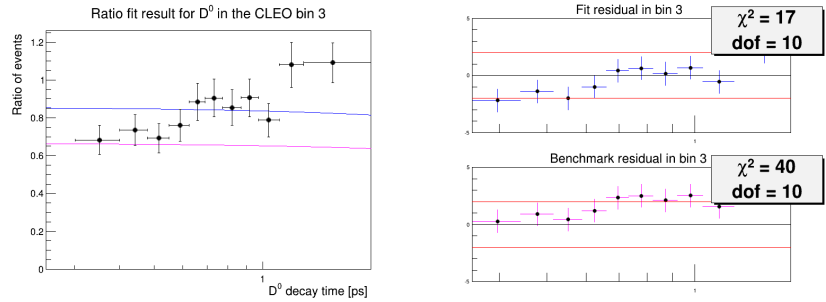 Ratio fit result for D⁰ in the CLEO bin 3
Ratio of events
1.2
1
0.8
0.6
0.4
0.2
0
1
D⁰ decay time [ps]
Fit residual in bin 3
χ² = 17
dof = 10
5
0
-5
1
Benchmark residual in bin 3
χ² = 40
dof = 10
5
0
-5
1